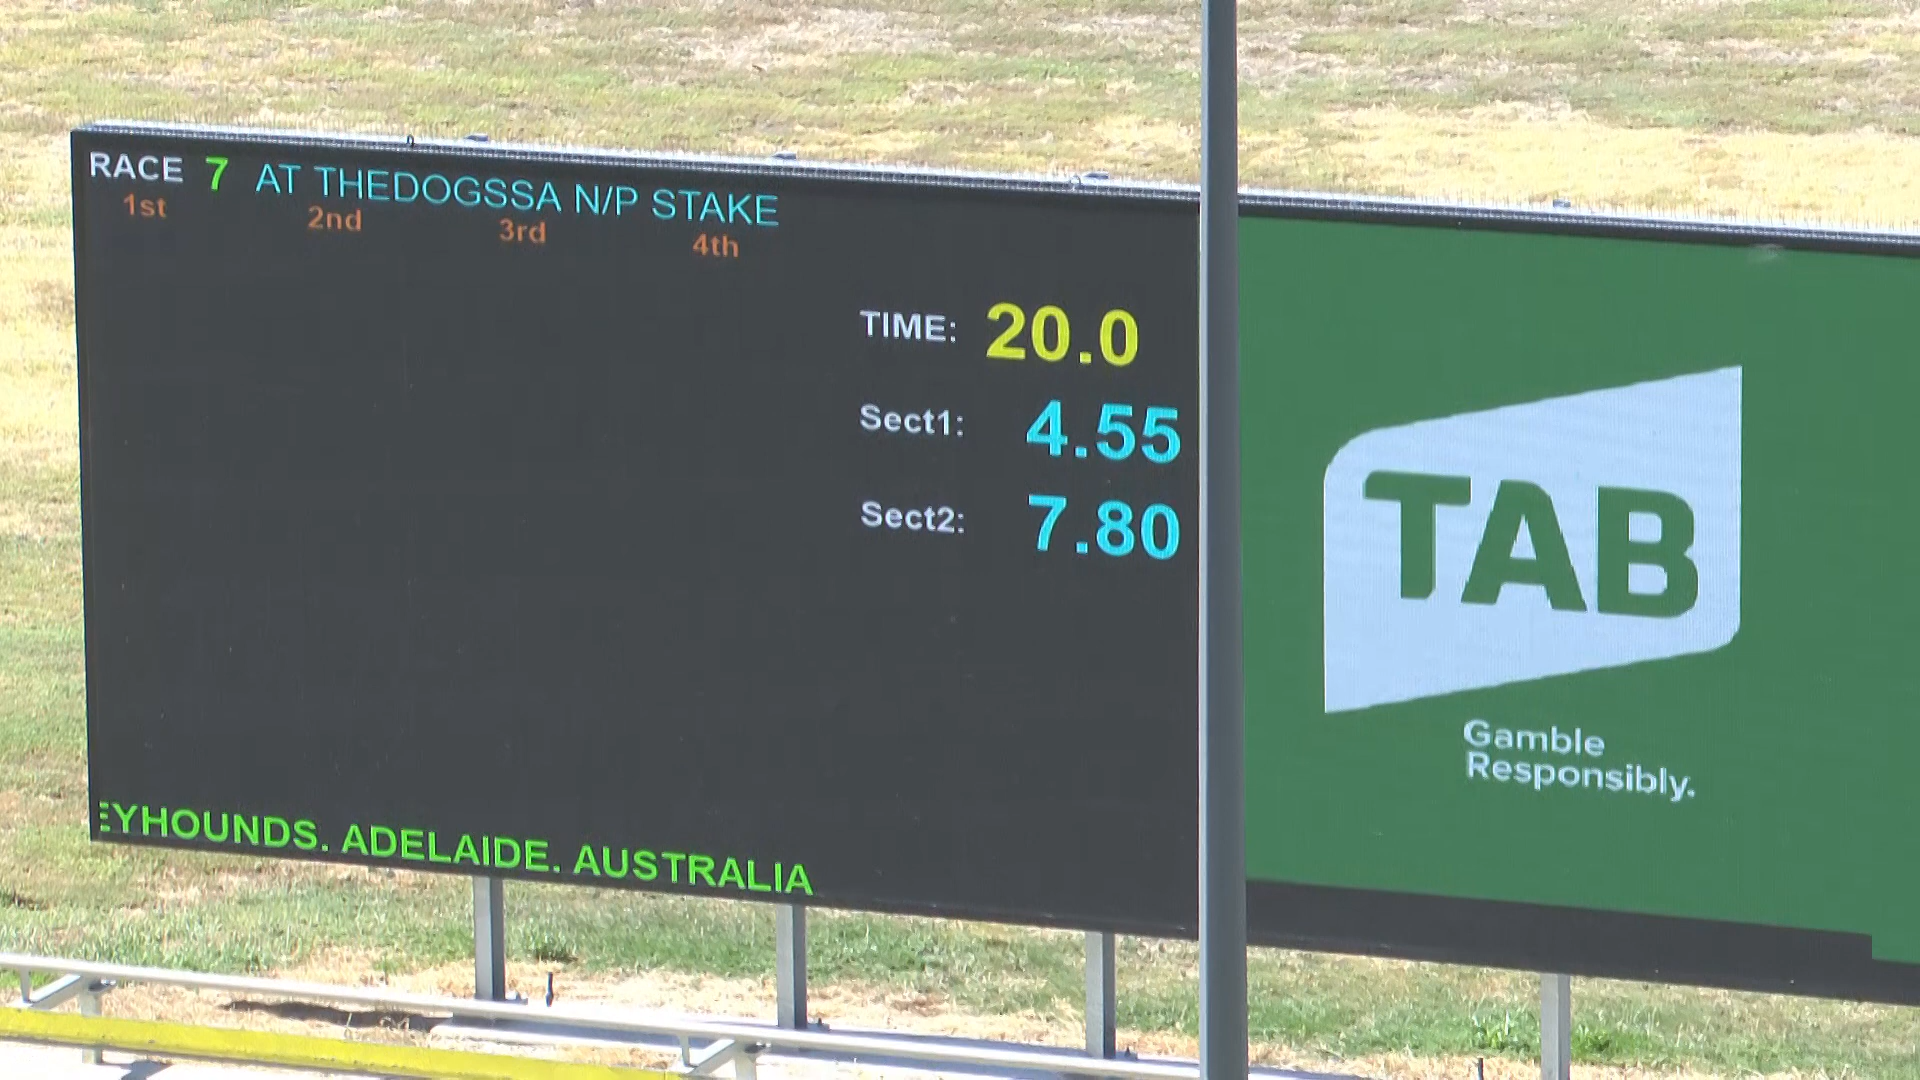 RACE 7 AT THEDOGSSA N/P STAKE
1st 2nd 3rd 4th
TIME: 20.0
Sect1: 4.55
Sect2: 7.80
EYHOUNDS. ADELAIDE. AUSTRALIA
TAB
Gamble
Responsibly.